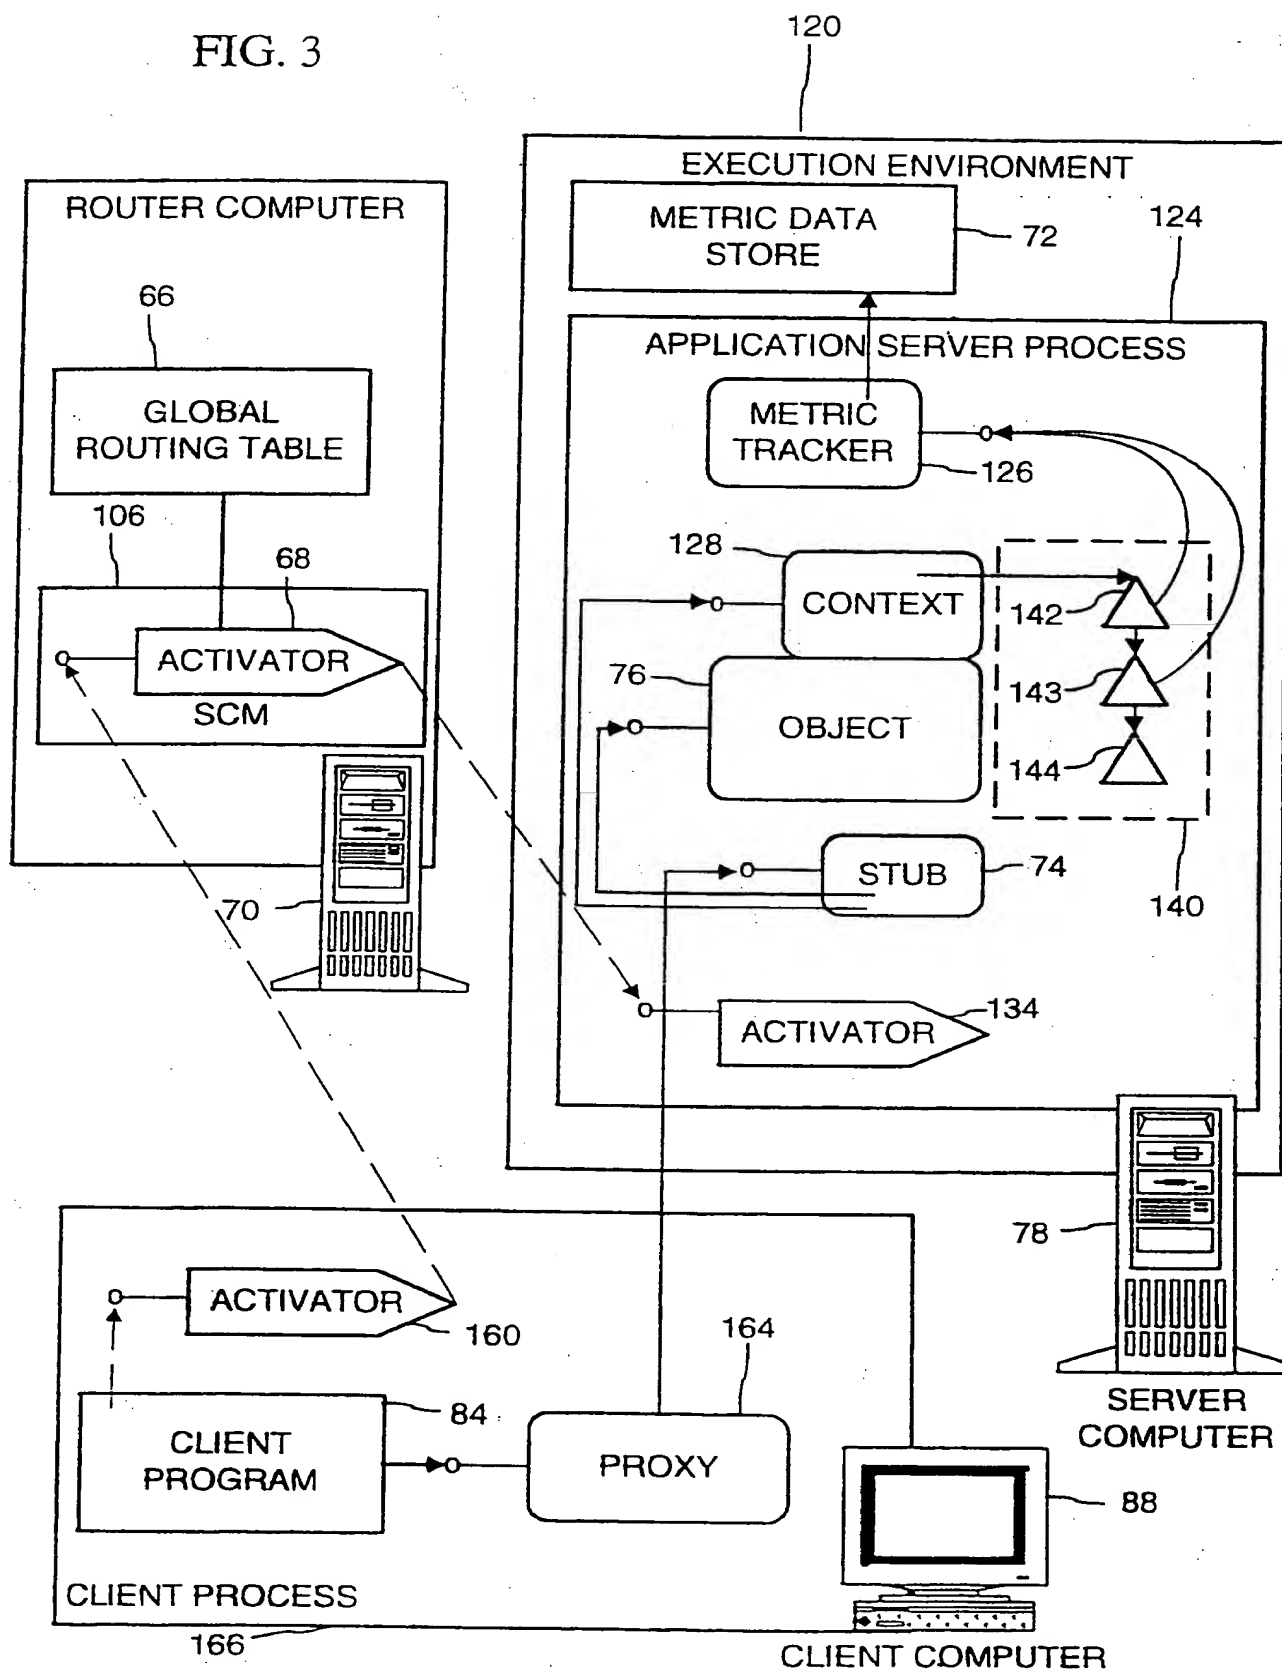 FIG. 3
120
EXECUTION ENVIRONMENT
ROUTER COMPUTER
METRIC DATA
STORE
72
124
66
APPLICATION SERVER PROCESS
GLOBAL
ROUTING TABLE
METRIC
TRACKER
126
106
68
128
CONTEXT
142
ACTIVATOR
SCM
76
OBJECT
143
144
STUB
74
140
70
134
ACTIVATOR
78
ACTIVATOR
160
164
84
CLIENT
PROGRAM
PROXY
SERVER
COMPUTER
88
CLIENT PROCESS
166
CLIENT COMPUTER